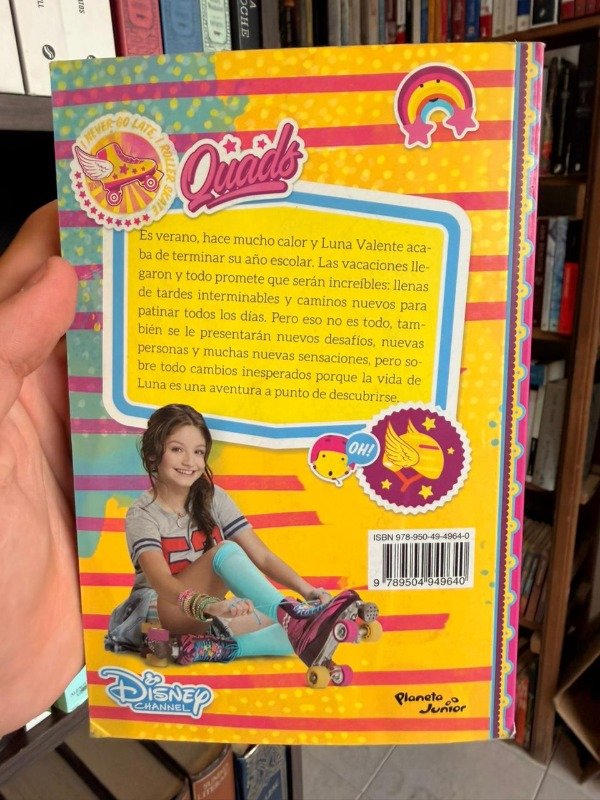 I NEVER GO LATE
I ROLLER SKATE
Quads
Es verano, hace mucho calor y Luna Valente aca-
ba de terminar su año escolar. Las vacaciones lle-
garon y todo promete que serán increíbles: llenas
de tardes interminables y caminos nuevos para
patinar todos los días. Pero eso no es todo, tam-
bién se le presentarán nuevos desafíos, nuevas
personas y muchas nuevas sensaciones, pero so-
bre todo cambios inesperados porque la vida de
Luna es una aventura a punto de descubrirse.
OH!
ISBN 978-950-49-4964-0
9 789504 949640
Disney
CHANNEL
Planeta
Junior